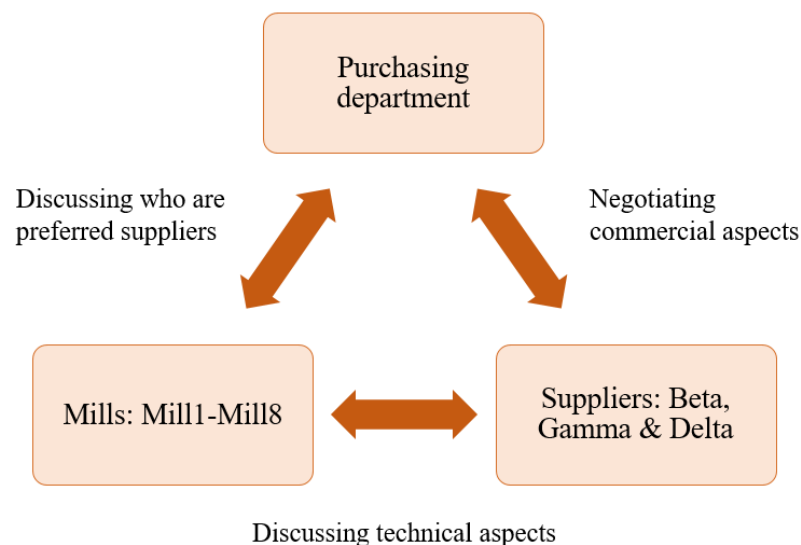 Purchasing
department
Discussing who are
preferred suppliers
Negotiating
commercial aspects
Mills: Mill1-Mill8
Suppliers: Beta,
Gamma & Delta
Discussing technical aspects